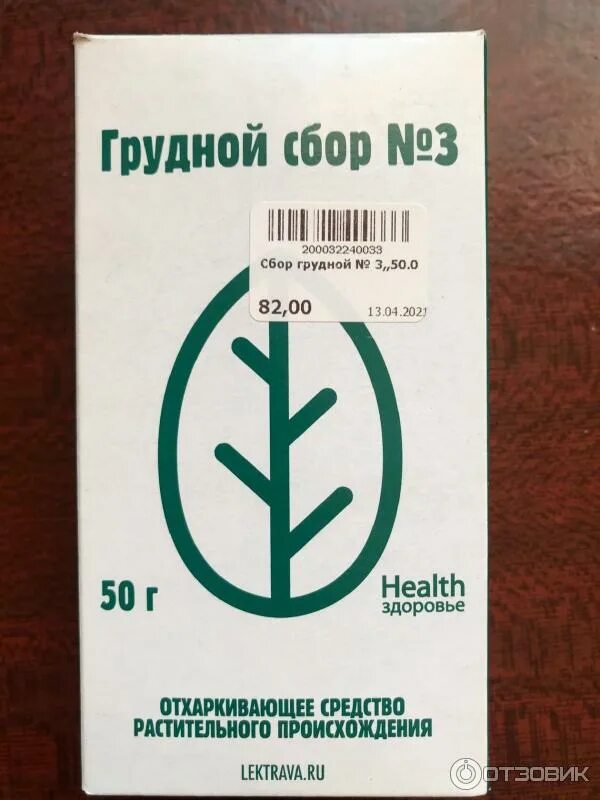 Грудной сбор №3
200032240033
Сбор грудной № 3,,50.0
82,00
13.04.2021
50 г
Health
здоровье
ОТХАРКИВАЮЩЕЕ СРЕДСТВО
РАСТИТЕЛЬНОГО ПРОИСХОЖДЕНИЯ
LEKTRAVA.RU
ОТЗОВИК